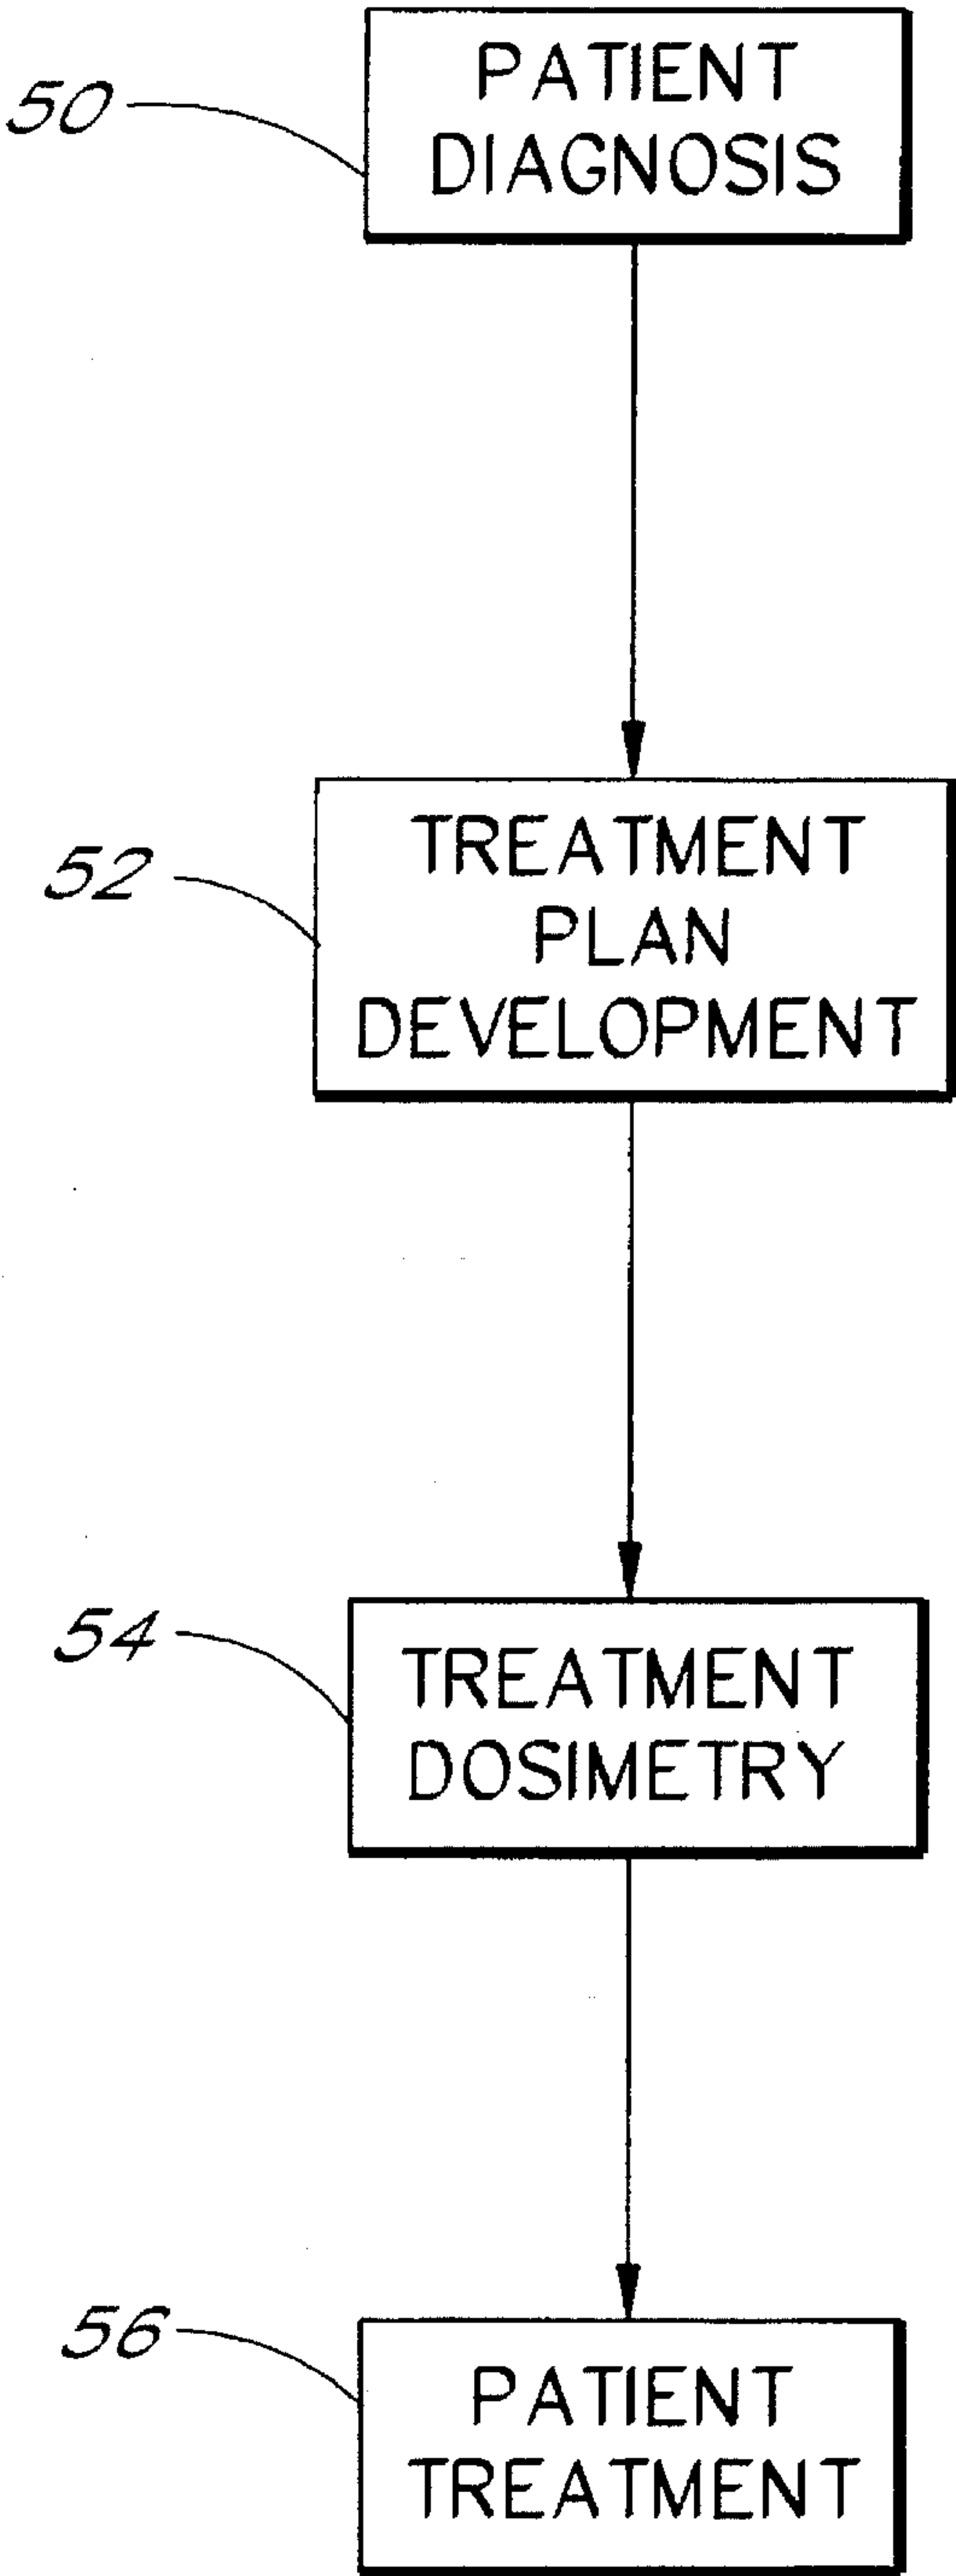 50
PATIENT
DIAGNOSIS
52
TREATMENT
PLAN
DEVELOPMENT
54
TREATMENT
DOSIMETRY
56
PATIENT
TREATMENT